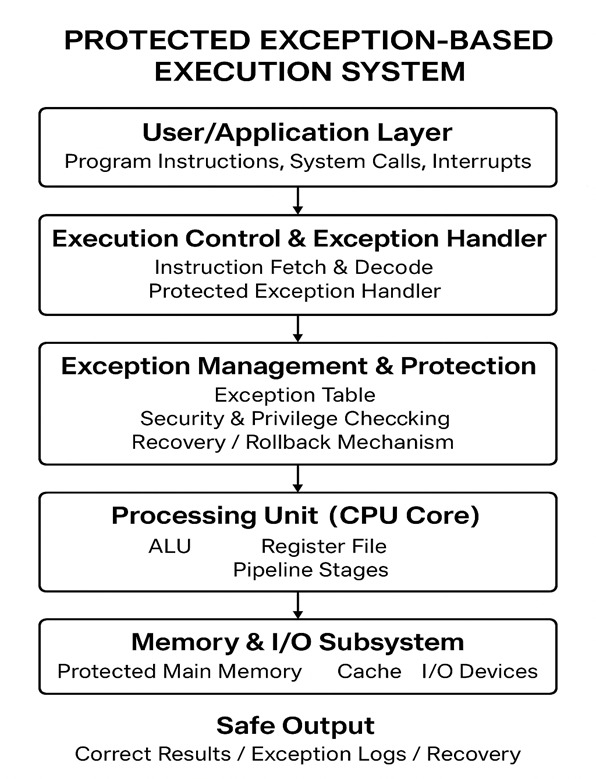 PROTECTED EXCEPTION-BASED
EXECUTION SYSTEM
User/Application Layer
Program Instructions, System Calls, Interrupts
Execution Control & Exception Handler
Instruction Fetch & Decode
Protected Exception Handler
Exception Management & Protection
Exception Table
Security & Privilege Checcking
Recovery / Rollback Mechanism
Processing Unit (CPU Core)
ALU Register File
Pipeline Stages
Memory & I/O Subsystem
Protected Main Memory Cache I/O Devices
Safe Output
Correct Results / Exception Logs / Recovery